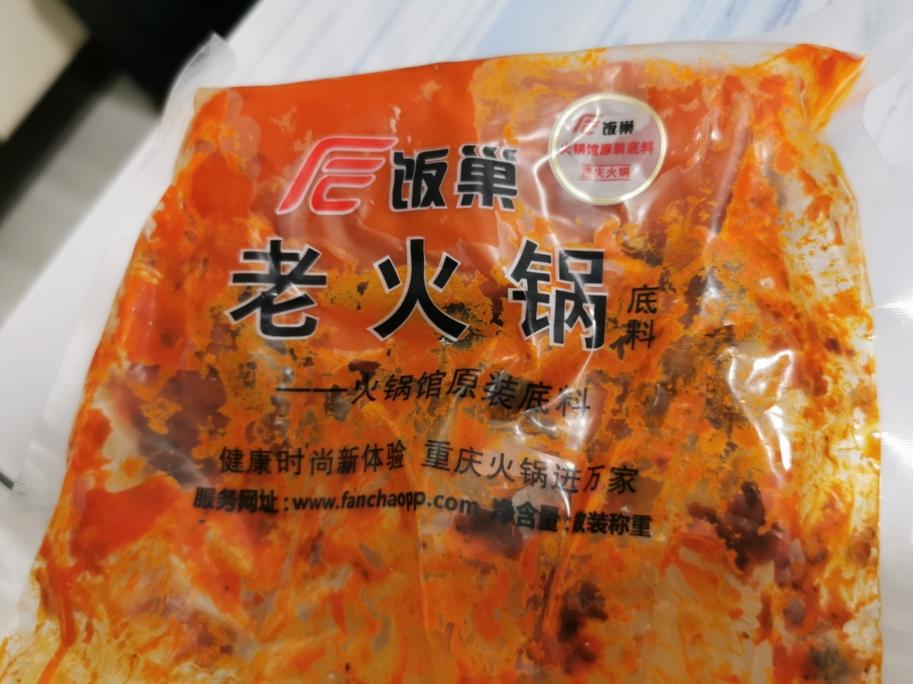 饭巢
饭巢
火锅馆原装底料
重庆火锅
老火锅
底料
——火锅馆原装底料
健康时尚新体验 重庆火锅进万家
服务网址:www.fanchaopp.com 净含量:散装称重